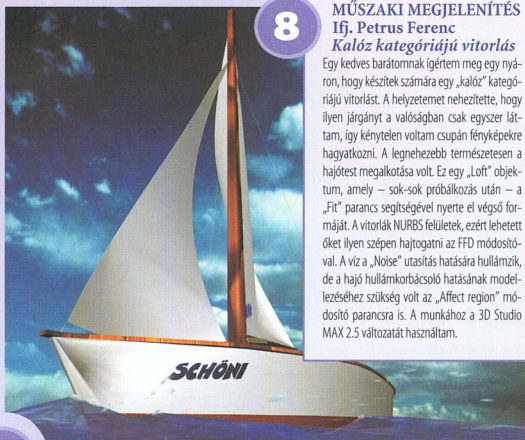 8
MŰSZAKI MEGJELENÍTÉS
Ifj. Petrus Ferenc
Kalóz kategóriájú vitorlás
Egy kedves barátomnak ígértem meg egy nyá-
ron, hogy készítek számára egy „kalóz” kategó-
riájú vitorlást. A helyzetemet nehezítette, hogy
ilyen járgányt a valóságban csak egyszer lát-
tam, így kénytelen voltam csupán fényképekre
hagyatkozni. A legnehezebb természetesen a
hajótest megalkotása volt. Ez egy „Loft” objek-
tum, amely – sok-sok próbálkozás után – a
„Fit” parancs segítségével nyerte el végső for-
máját. A vitorlák NURBS felületek, ezért lehetett
őket ilyen szépen hajtogatni az FFD módosító-
val. A víz a „Noise” utasítás hatására hullámzik,
de a hajó hullámkorbácsoló hatásának model-
lezéséhez szükség volt az „Affect region” mó-
dosító parancsra is. A munkához a 3D Studio
MAX 2.5 változatát használtam.
SCHÖNI